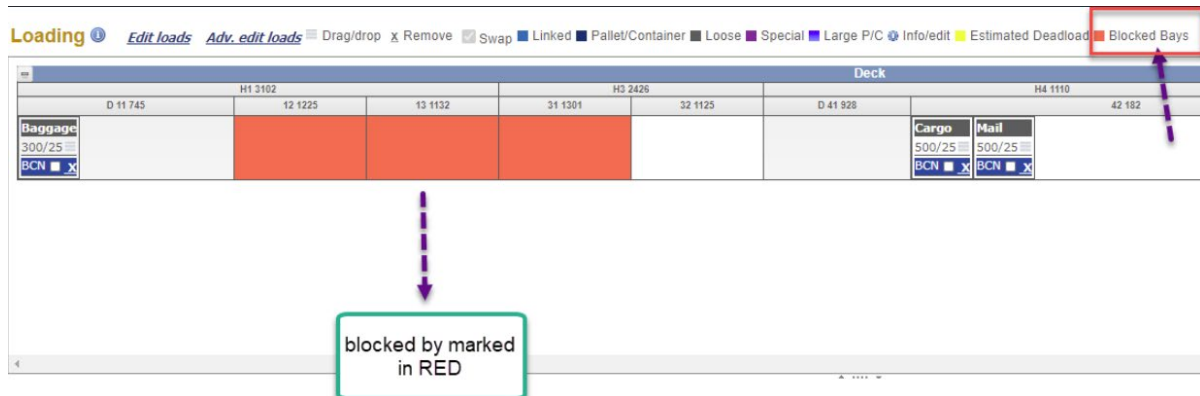 Loading Edit loads Adv. edit loads Drag/drop x Remove Swap Linked Pallet/Container Loose Special Large P/C Info/edit Estimated Deadload Blocked Bays
Deck
H1 3102 H3 2426 H4 1110
D 11 745 12 1225 13 1132 31 1301 32 1125 D 41 928 42 182
Baggage Cargo Mail
300/25 500/25 500/25
BCN X BCN X BCN X
blocked by marked
in RED